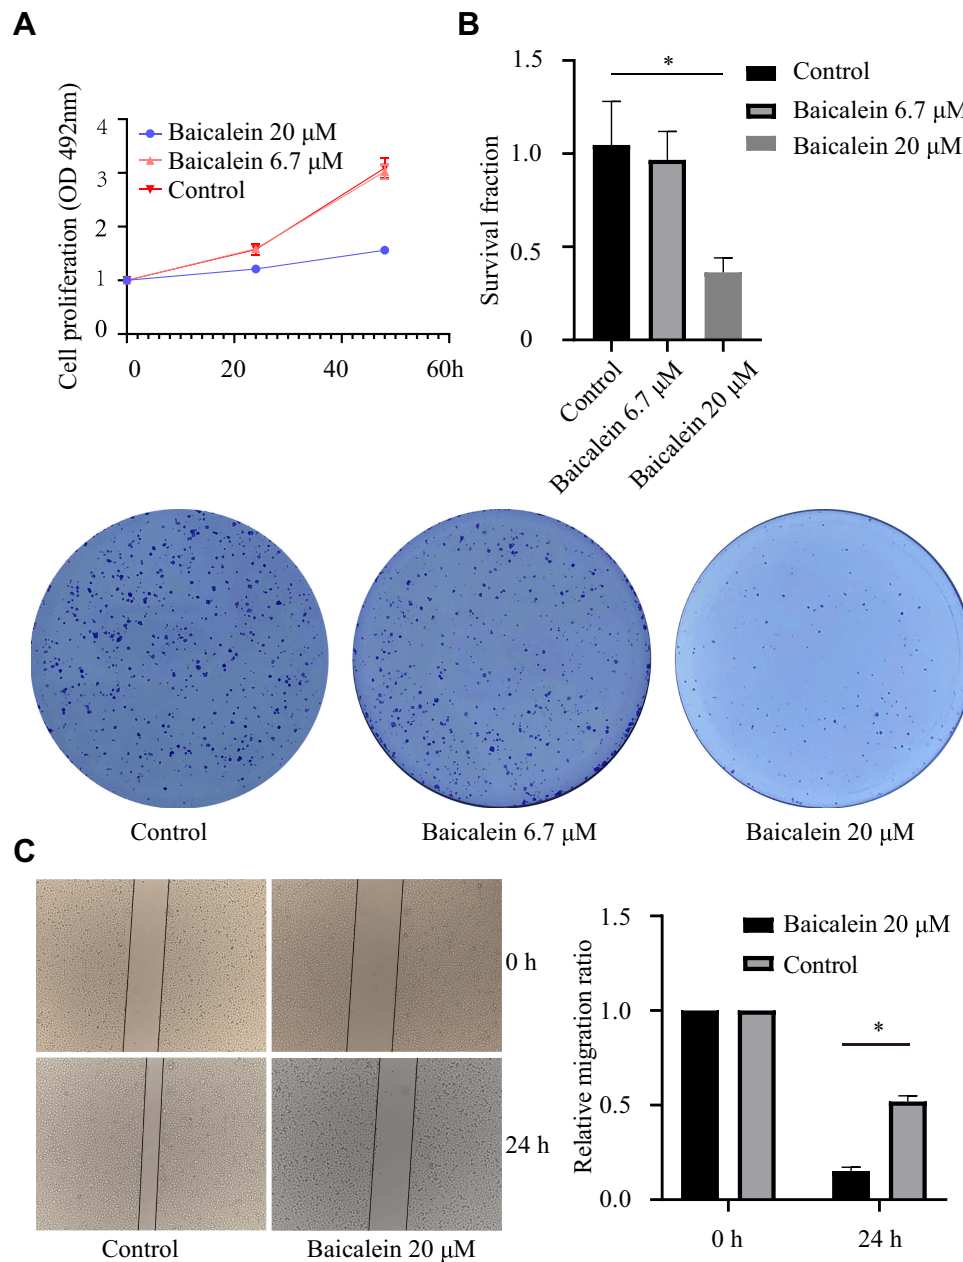 A
Cell proliferation (OD 492nm)
4
3
2
1
0
0 20 40 60h
Baicalein 20 μM
Baicalein 6.7 μM
Control
B
Survival fraction
1.5
1.0
0.5
0
*
Control
Baicalein 6.7 μM
Baicalein 20 μM
Control
Baicalein 6.7 μM
Baicalein 20 μM
Control
Baicalein 6.7 μM
Baicalein 20 μM
C
0 h
24 h
Control
Baicalein 20 μM
Relative migration ratio
1.5
1.0
0.5
0.0
Baicalein 20 μM
Control
*
0 h
24 h